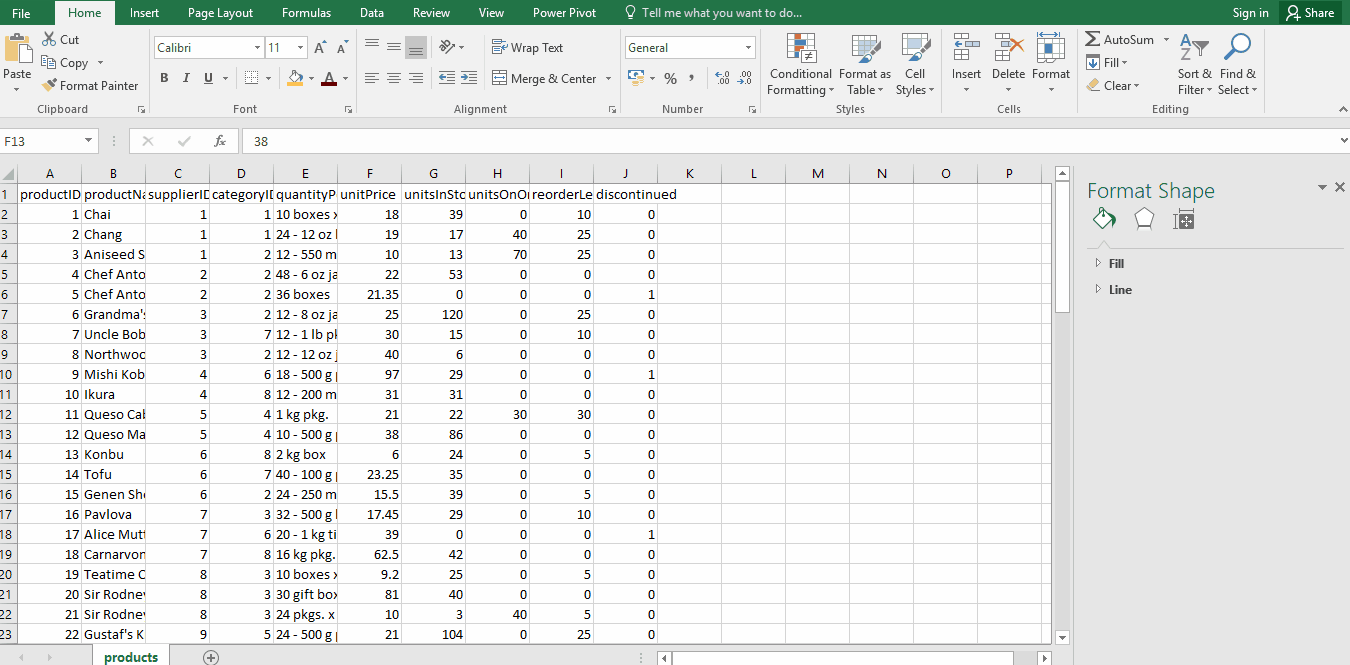 File Home Insert Page Layout Formulas Data Review View Power Pivot Tell me what you want to do... Sign in Share
Cut
Copy
Format Painter
Paste
Clipboard
Calibri 11
B I U
Font
Wrap Text
Merge & Center
Alignment
General
% ,
Number
Conditional Formatting
Format as Table
Cell Styles
Styles
Insert Delete Format
Cells
AutoSum
Fill
Clear
Sort & Filter
Find & Select
Editing
F13 fx 38
A B C D E F G H I J K L M N O P
1 productID productNa supplierID categoryID quantityP unitPrice unitsInSto unitsOnOr reorderLe discontinued
2 1 Chai 1 1 10 boxes x 18 39 0 10 0
3 2 Chang 1 1 24 - 12 oz 19 17 40 25 0
4 3 Aniseed S 1 2 12 - 550 m 10 13 70 25 0
5 4 Chef Anto 2 2 48 - 6 oz ja 22 53 0 0 0
6 5 Chef Anto 2 2 36 boxes 21.35 0 0 0 1
7 6 Grandma's 3 2 12 - 8 oz ja 25 120 0 25 0
8 7 Uncle Bob 3 7 12 - 1 lb pk 30 15 0 10 0
9 8 Northwoo 3 2 12 - 12 oz j 40 6 0 0 0
10 9 Mishi Kob 4 6 18 - 500 g p 97 29 0 0 1
11 10 Ikura 4 8 12 - 200 m 31 31 0 0 0
12 11 Queso Cab 5 4 1 kg pkg. 21 22 30 30 0
13 12 Queso Ma 5 4 10 - 500 g p 38 86 0 0 0
14 13 Konbu 6 8 2 kg box 6 24 0 5 0
15 14 Tofu 6 7 40 - 100 g p 23.25 35 0 0 0
16 15 Genen Sho 6 2 24 - 250 m 15.5 39 0 5 0
17 16 Pavlova 7 3 32 - 500 g 17.45 29 0 10 0
18 17 Alice Mutt 7 6 20 - 1 kg ti 39 0 0 0 1
19 18 Carnarvon 7 8 16 kg pkg. 62.5 42 0 0 0
20 19 Teatime C 8 3 10 boxes x 9.2 25 0 5 0
21 20 Sir Rodney 8 3 30 gift box 81 40 0 0 0
22 21 Sir Rodney 8 3 24 pkgs. x 10 3 40 5 0
23 22 Gustaf's K 9 5 24 - 500 g p 21 104 0 25 0
products
Format Shape
Fill
Line